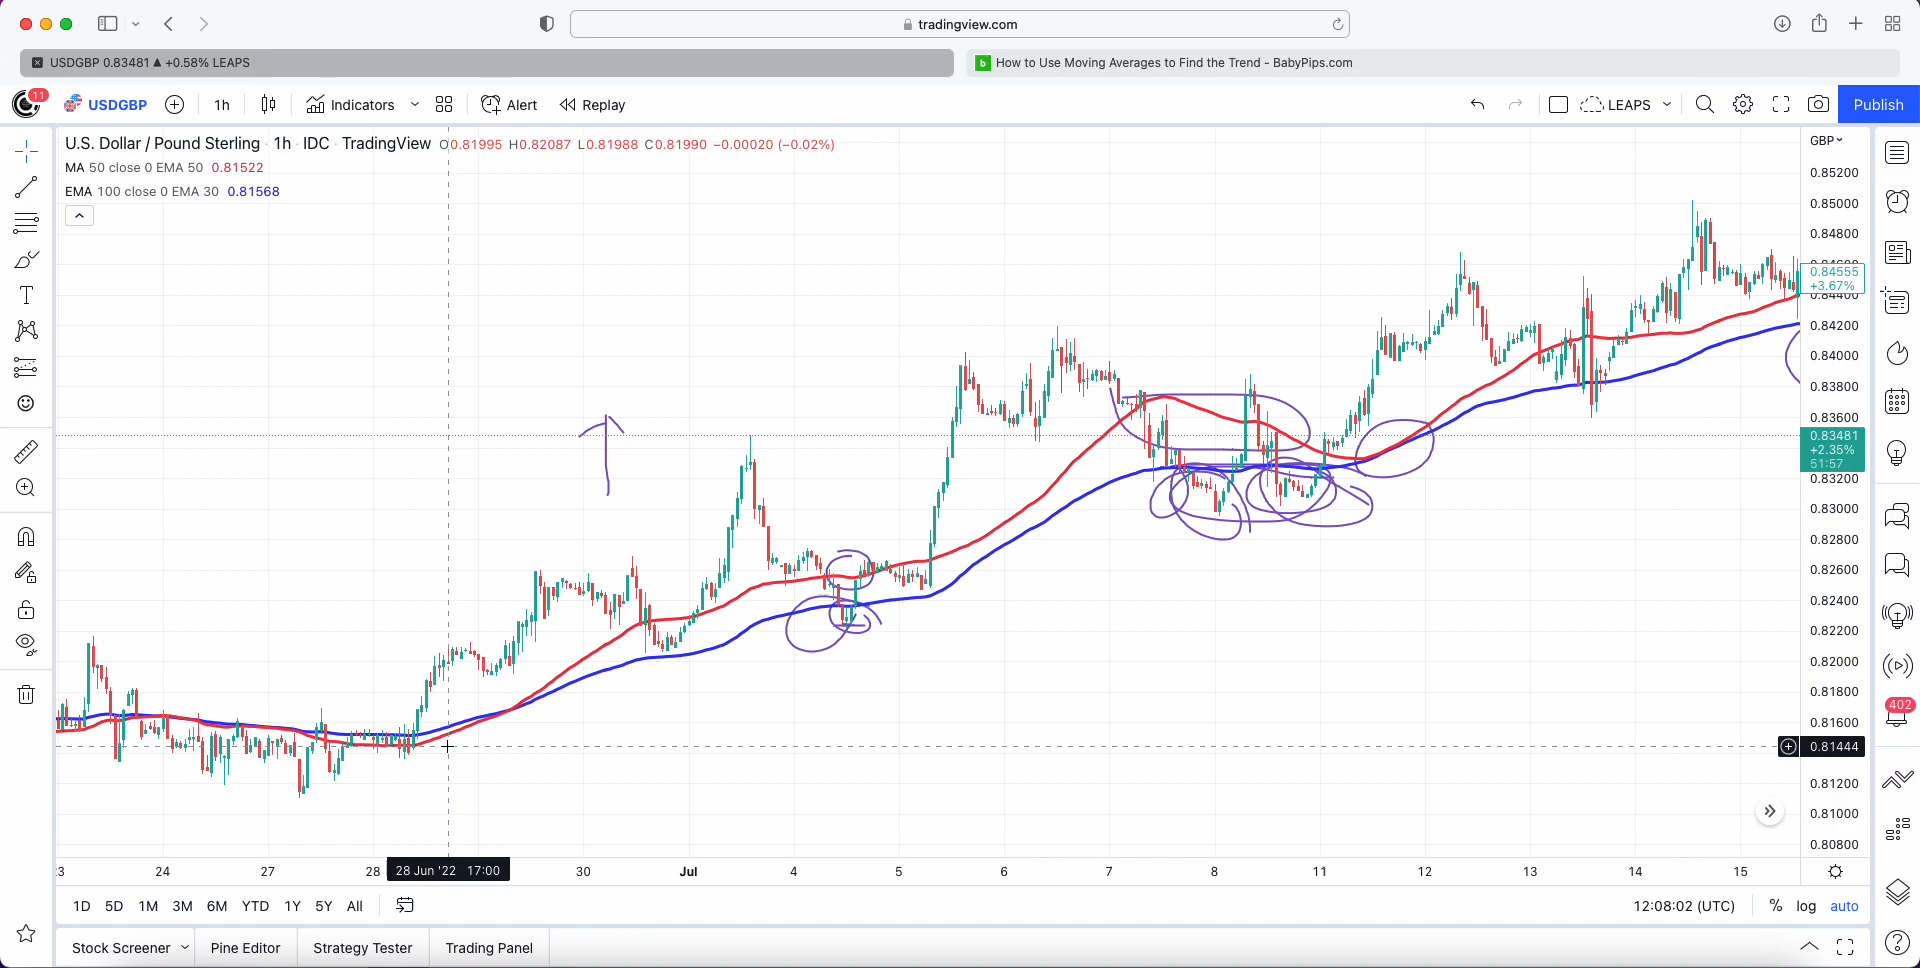 tradingview.com
USDGBP 0.83481 ▲ +0.58% LEAPS
b How to Use Moving Averages to Find the Trend - BabyPips.com
11 USDGBP 1h Indicators Alert Replay LEAPS Publish
U.S. Dollar / Pound Sterling · 1h · IDC · TradingView O0.81995 H0.82087 L0.81988 C0.81990 −0.00020 (−0.02%)
GBP
MA 50 close 0 EMA 50 0.81522
EMA 100 close 0 EMA 30 0.81568
0.85200
0.85000
0.84800
0.84555
+3.67%
0.84400
0.84200
0.84000
0.83800
0.83600
0.83481
+2.35%
51:57
0.83200
0.83000
0.82800
0.82600
0.82400
0.82200
0.82000
0.81800
402
0.81600
0.81444
0.81200
0.81000
0.80800
24 27 28 28 Jun '22 17:00 30 Jul 4 5 6 7 8 11 12 13 14 15
1D 5D 1M 3M 6M YTD 1Y 5Y All 12:08:02 (UTC) % log auto
Stock Screener Pine Editor Strategy Tester Trading Panel